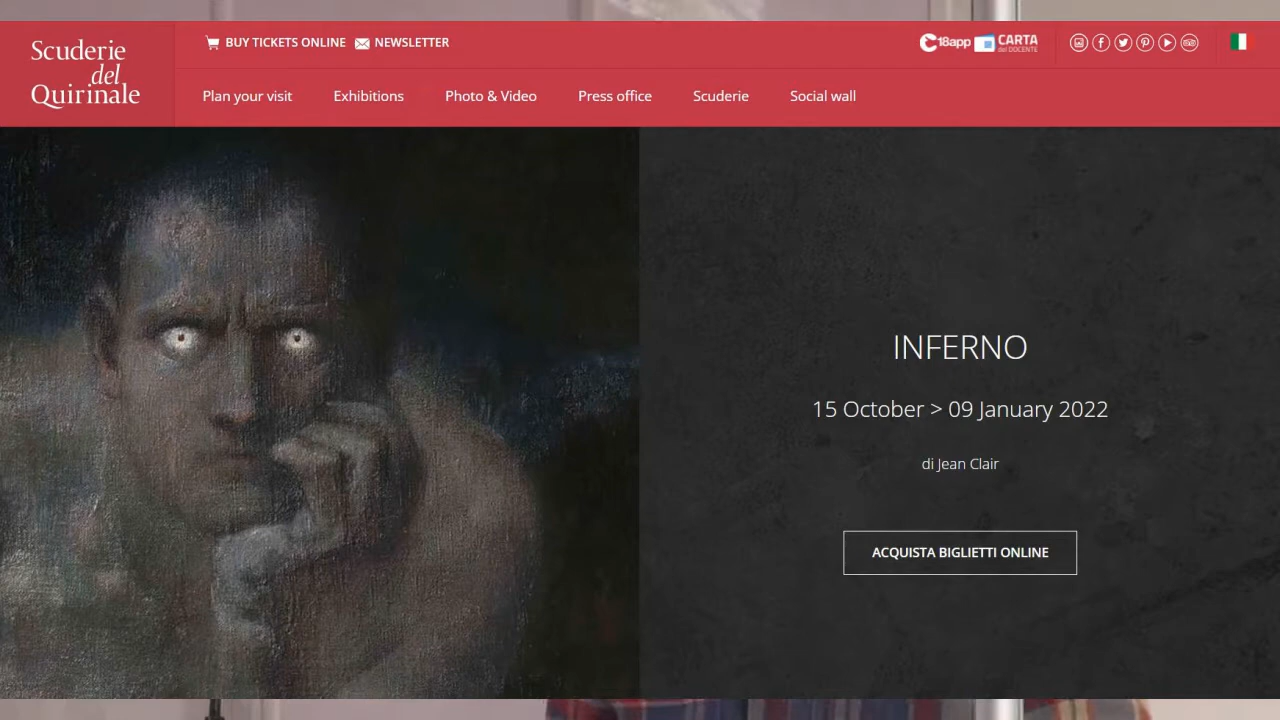 Scuderie
del
Quirinale
BUY TICKETS ONLINE NEWSLETTER
18app CARTA
del DOCENTE
Plan your visit Exhibitions Photo & Video Press office Scuderie Social wall
INFERNO
15 October > 09 January 2022
di Jean Clair
ACQUISTA BIGLIETTI ONLINE